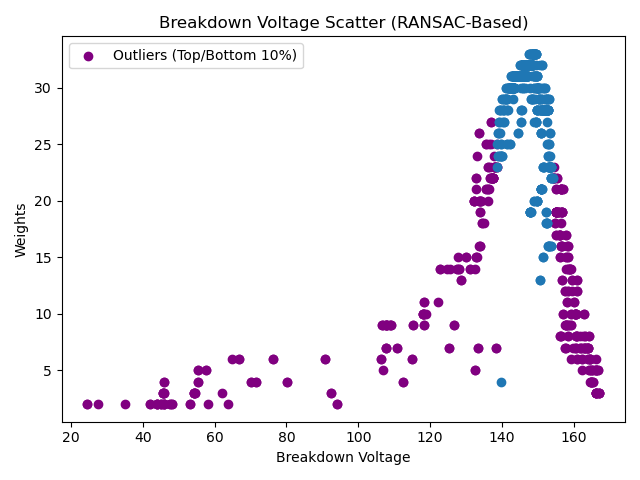 Breakdown Voltage Scatter (RANSAC-Based)
Outliers (Top/Bottom 10%)
Weights
30
25
20
15
10
5
20 40 60 80 100 120 140 160
Breakdown Voltage